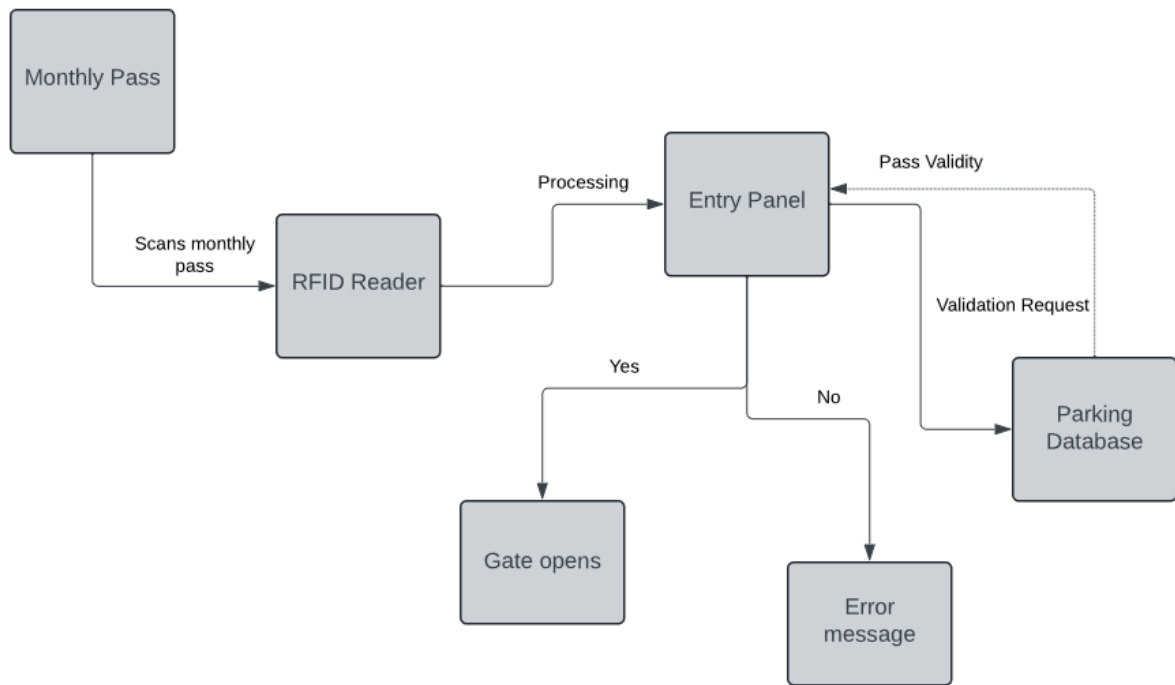 Monthly Pass
Scans monthly
pass
RFID Reader
Processing
Entry Panel
Pass Validity
Validation Request
Parking
Database
Yes
No
Gate opens
Error
message